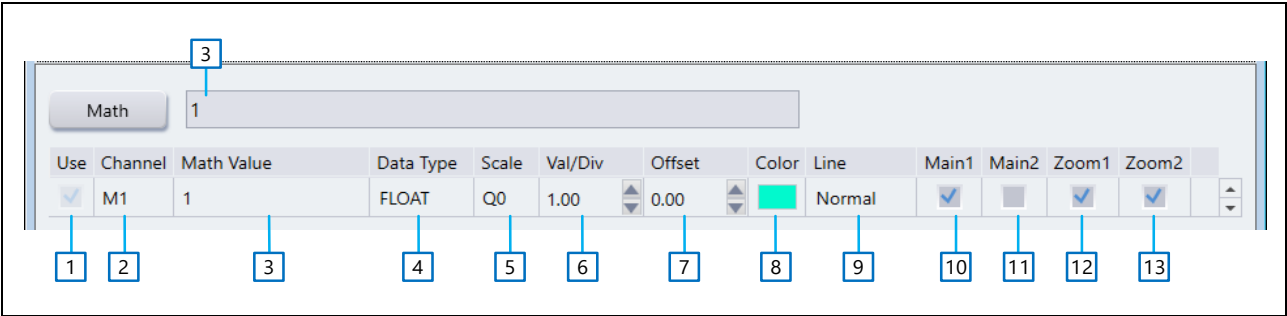 3
Math 1
Use Channel Math Value Data Type Scale Val/Div Offset Color Line Main1 Main2 Zoom1 Zoom2
M1 1 FLOAT Q0 1.00 0.00 Normal
1 2 3 4 5 6 7 8 9 10 11 12 13